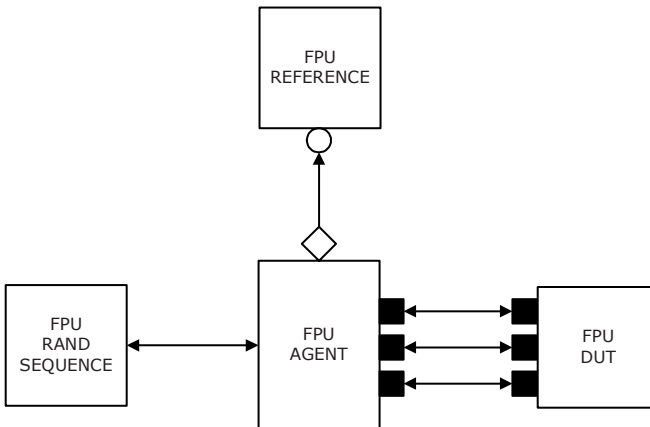 FPU
REFERENCE
FPU
RAND
SEQUENCE
FPU
AGENT
FPU
DUT